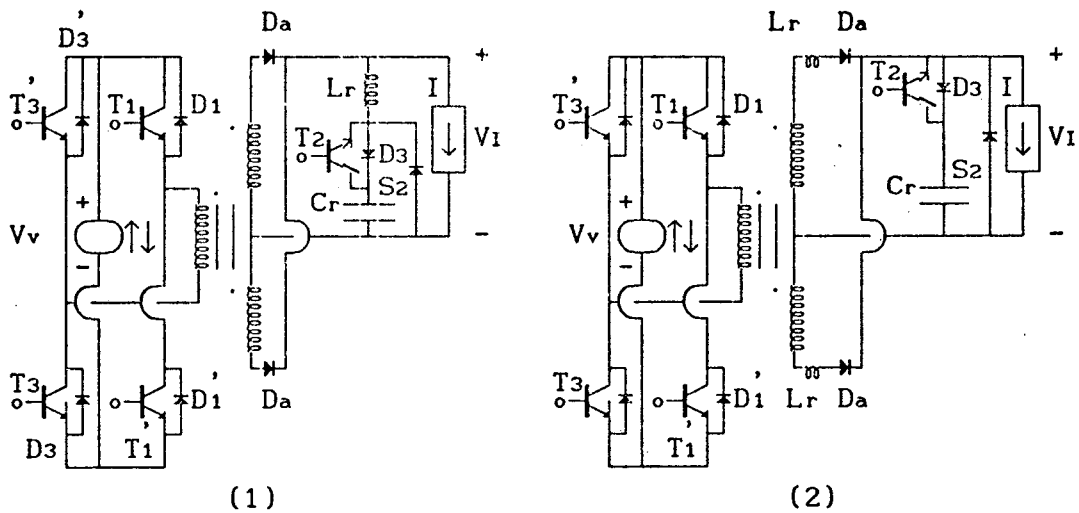 D3'
Da
T3'
T1
D1
Lr
T2
D3
S2
Cr
I
+
VI
-
Vv
+
-
T3
D3
T1'
D1'
Da
(1)
Lr Da
T3'
T1
D1
T2
D3
S2
Cr
I
+
VI
-
Vv
+
-
T3
T1'
D1'
Lr Da
(2)